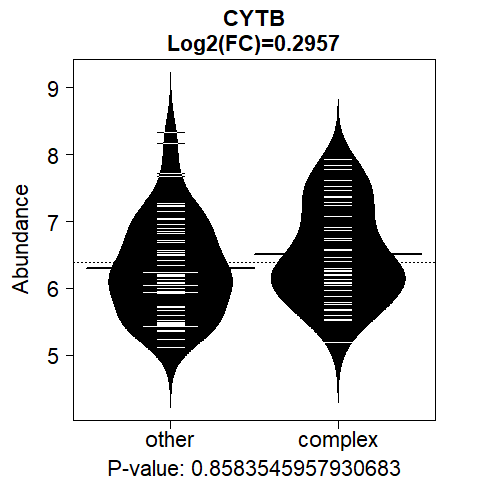 CYTB
Log2(FC)=0.2957
Abundance
9
8
7
6
5
other complex
P-value: 0.8583545957930683